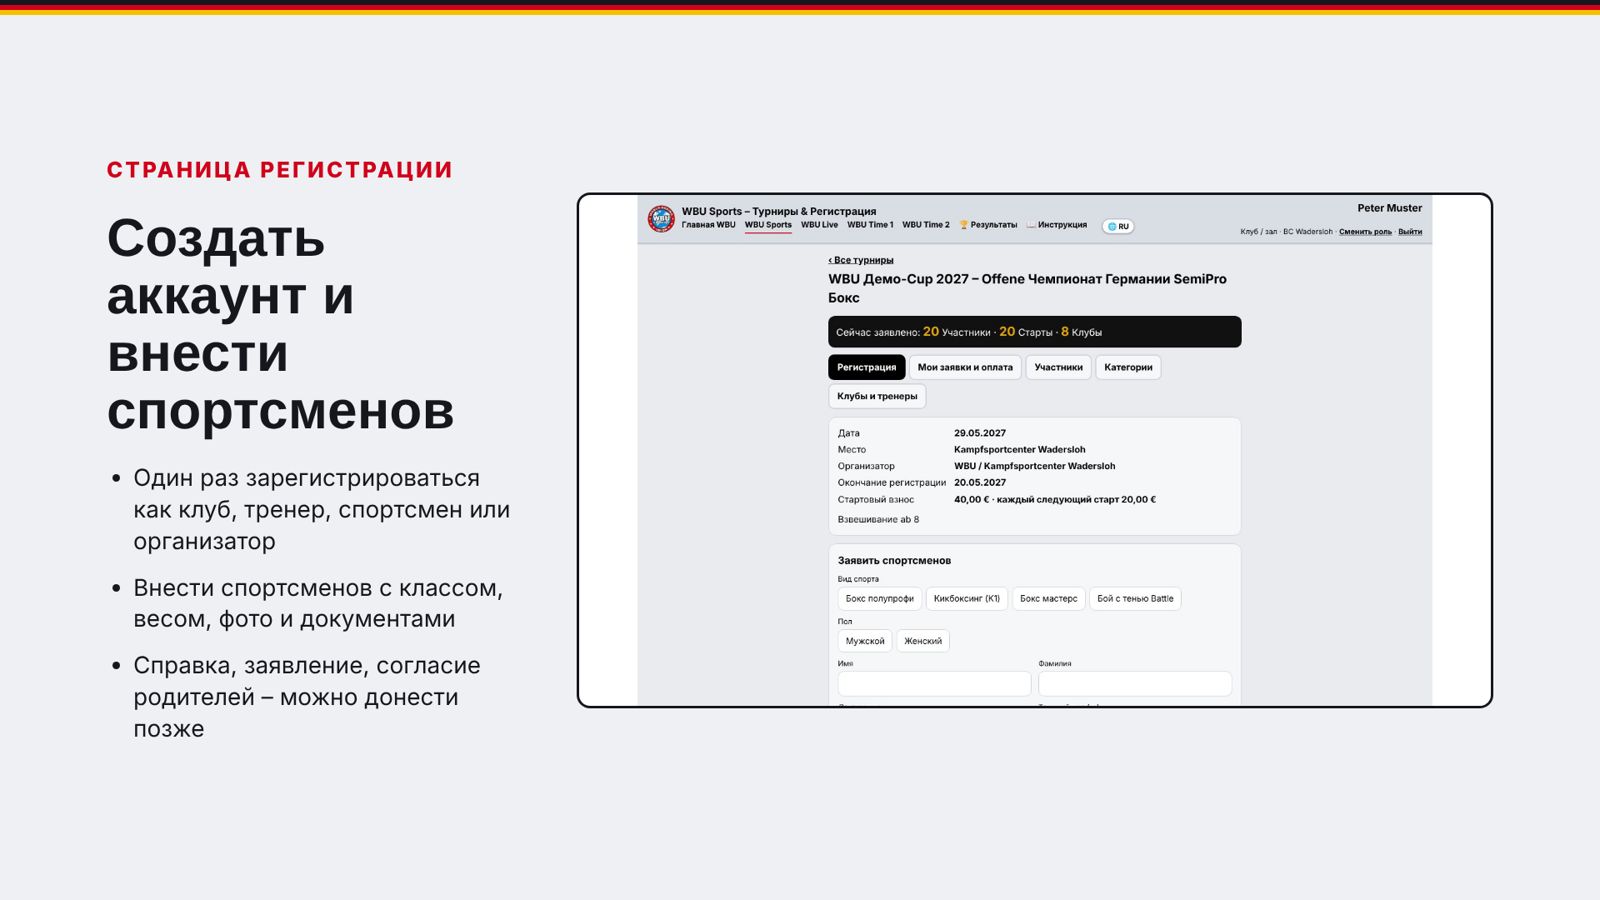 СТРАНИЦА РЕГИСТРАЦИИ
Создать
аккаунт и
внести
спортсменов
• Один раз зарегистрироваться
как клуб, тренер, спортсмен или
организатор
• Внести спортсменов с классом,
весом, фото и документами
• Справка, заявление, согласие
родителей – можно донести
позже
WBU
WBU Sports – Турниры & Регистрация
Peter Muster
Главная WBU WBU Sports WBU Live WBU Time 1 WBU Time 2 🏆 Результаты 📖 Инструкция 🌐 RU
Клуб / зал · BC Wadersloh · Сменить роль · Выйти
‹ Все турниры
WBU Демо-Cup 2027 – Offene Чемпионат Германии SemiPro
Бокс
Сейчас заявлено: 20 Участники · 20 Старты · 8 Клубы
Регистрация Мои заявки и оплата Участники Категории
Клубы и тренеры
Дата 29.05.2027
Место Kampfsportcenter Wadersloh
Организатор WBU / Kampfsportcenter Wadersloh
Окончание регистрации 20.05.2027
Стартовый взнос 40,00 € · каждый следующий старт 20,00 €
Взвешивание ab 8
Заявить спортсменов
Вид спорта
Бокс полупрофи Кикбоксинг (K1) Бокс мастерс Бой с тенью Battle
Пол
Мужской Женский
Имя Фамилия